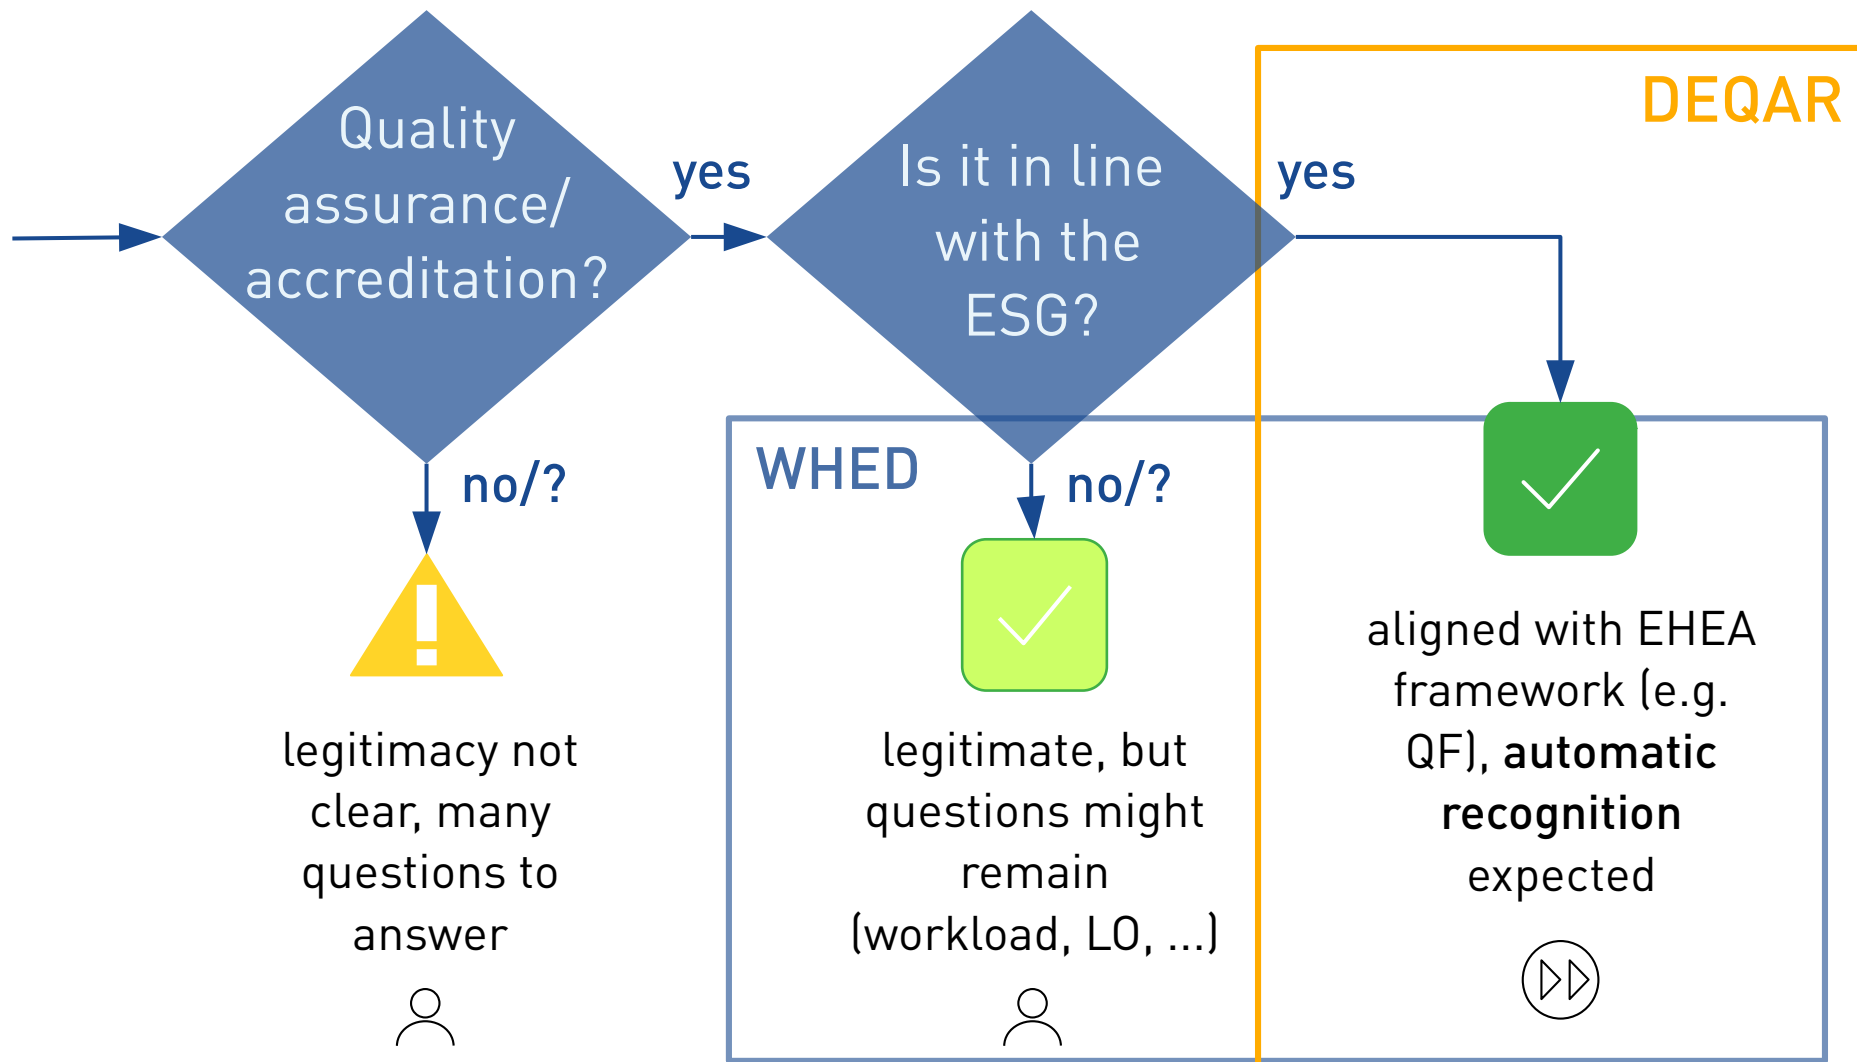 Quality
assurance/
accreditation?
yes
Is it in line
with the
ESG?
yes
DEQAR
no/?
WHED
no/?
legitimacy not
clear, many
questions to
answer
legitimate, but
questions might
remain
(workload, LO, ...)
aligned with EHEA
framework (e.g.
QF), automatic
recognition
expected